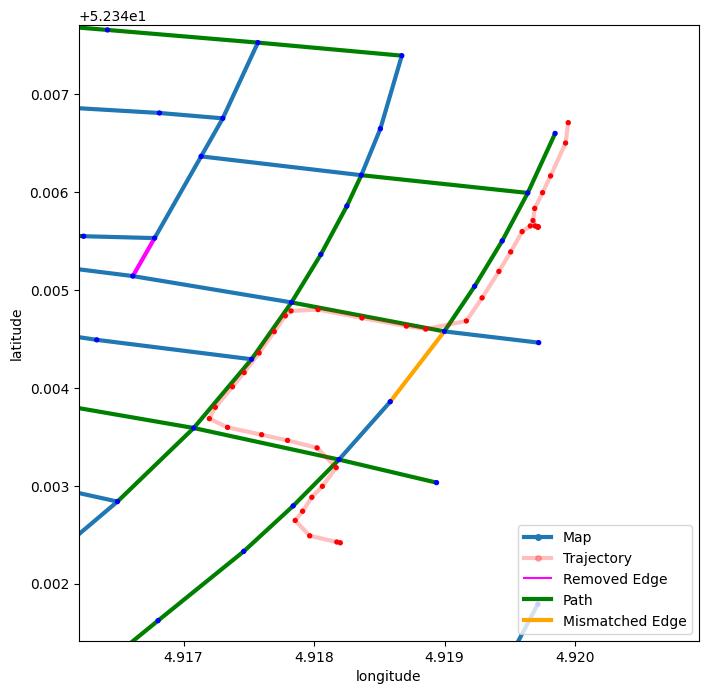 +5.234e1
0.007
0.006
0.005
0.004
0.003
0.002
latitude
4.917
4.918
4.919
4.920
longitude
Map
Trajectory
Removed Edge
Path
Mismatched Edge